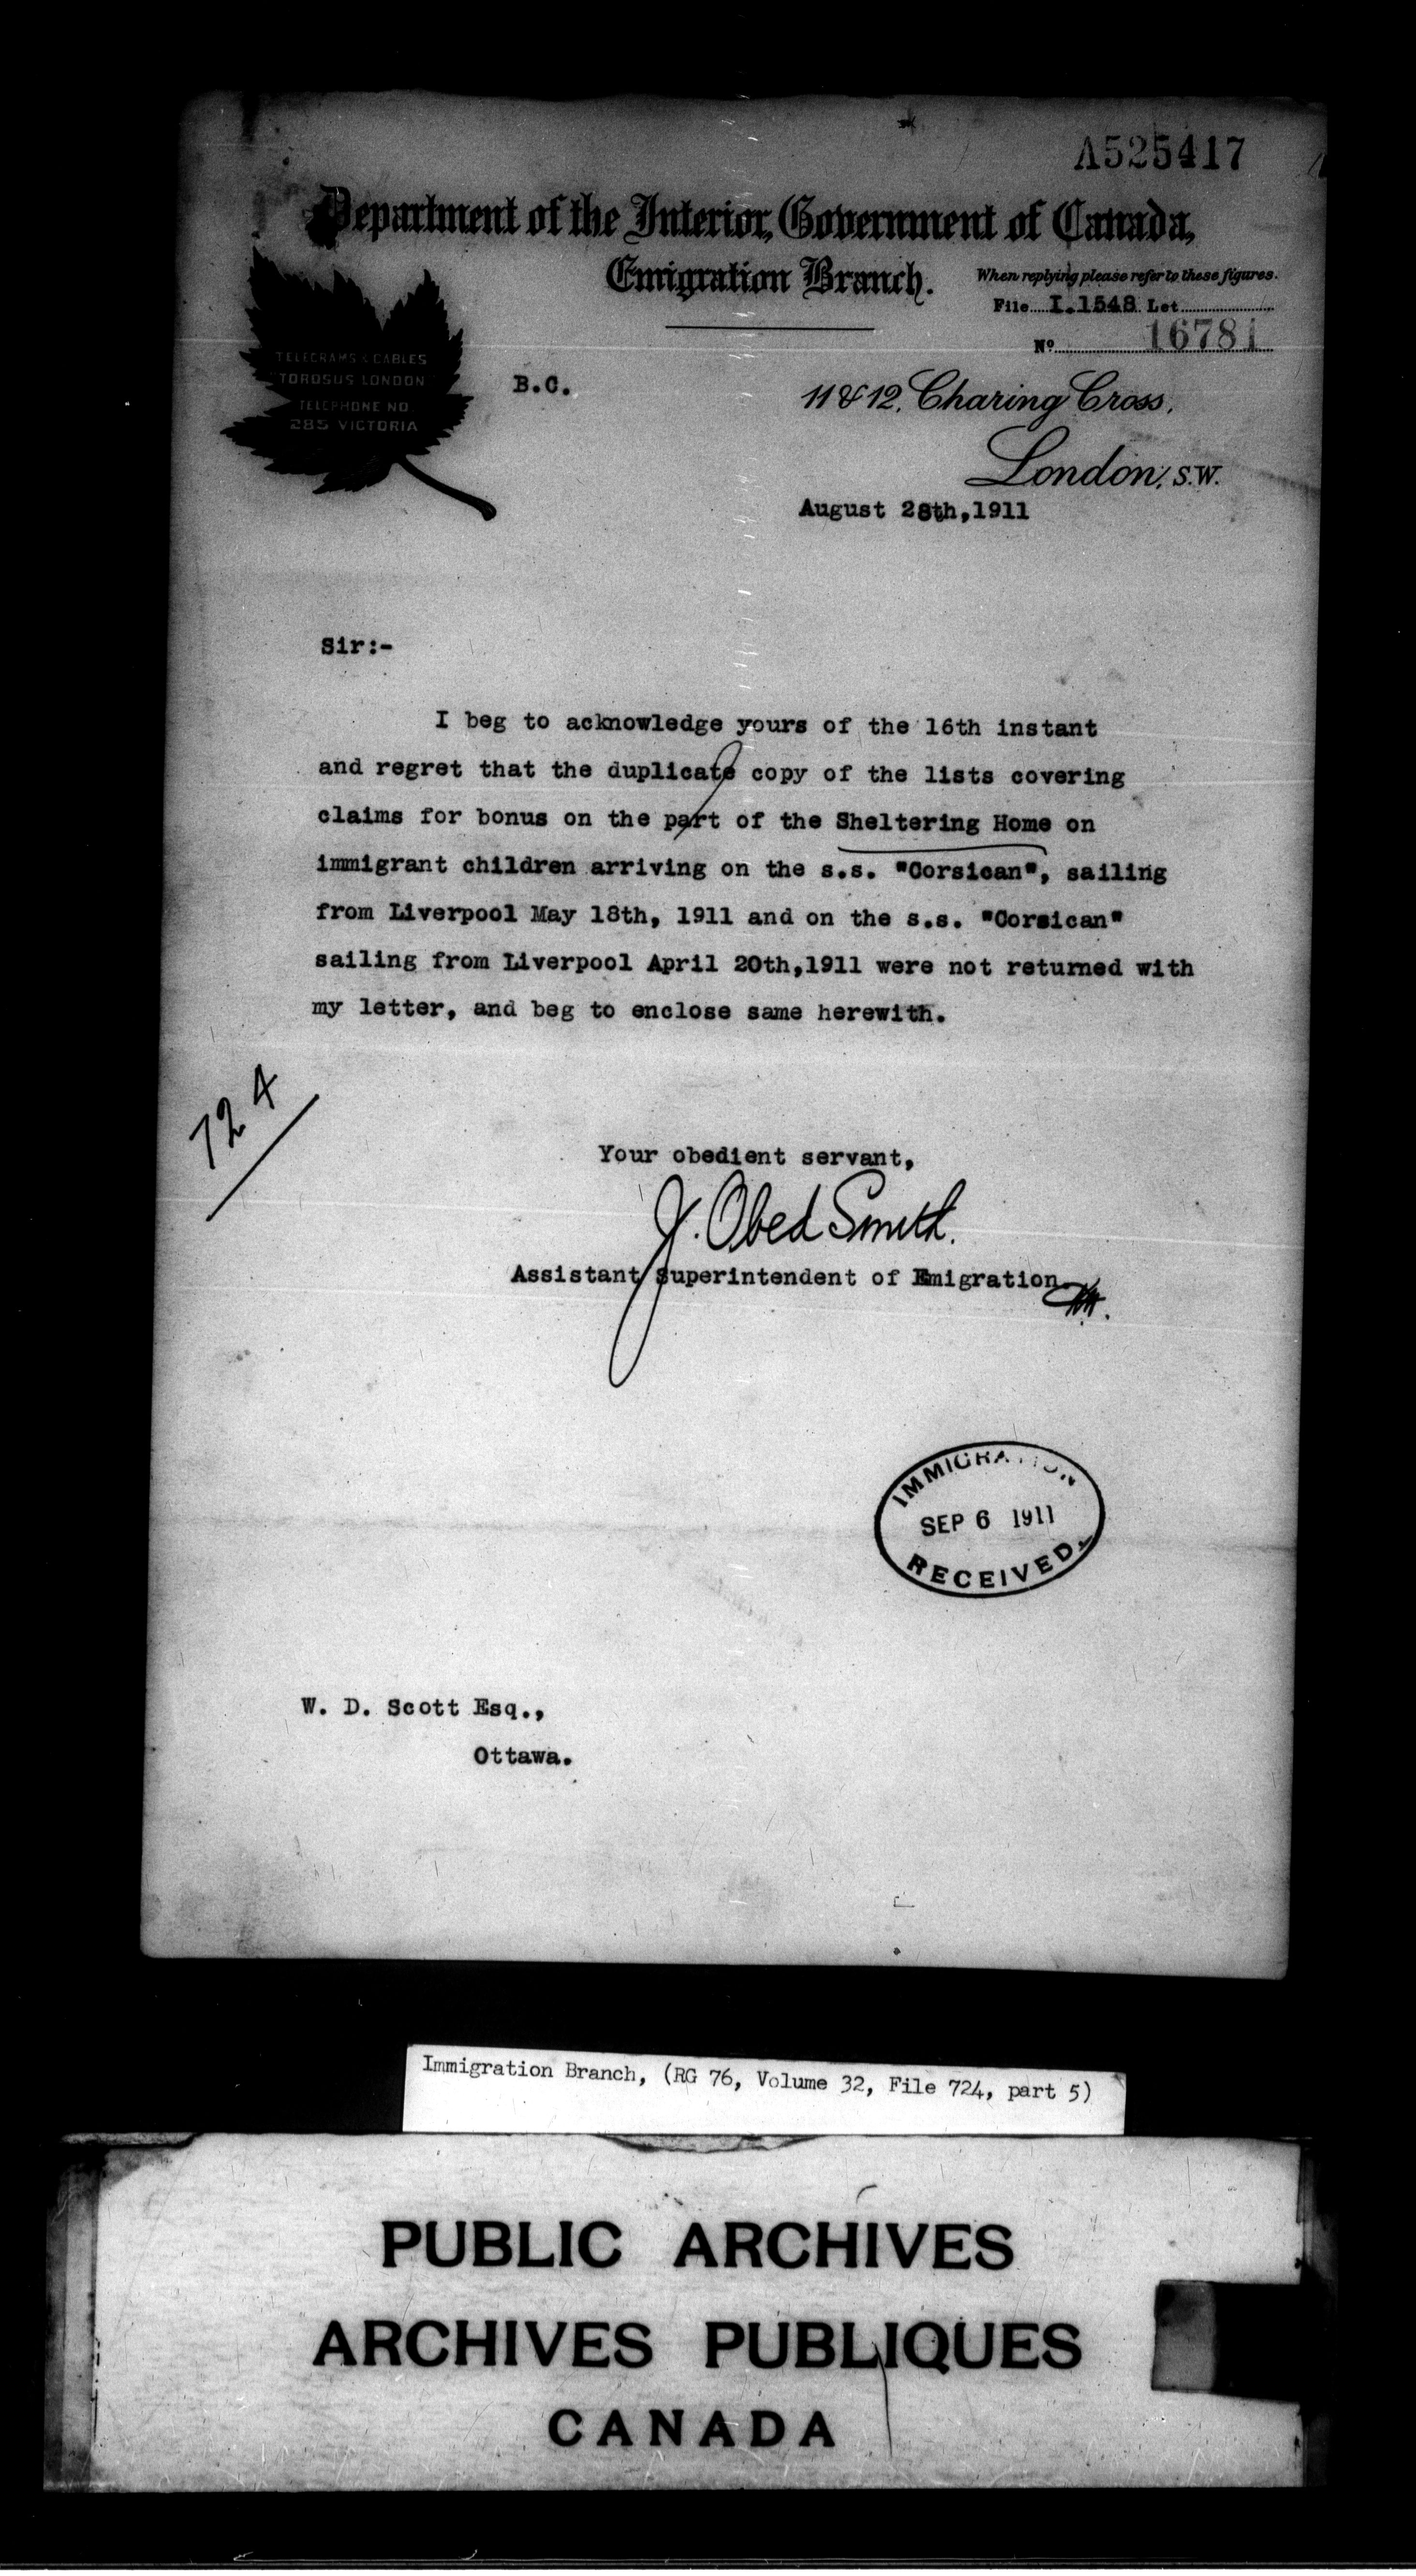 A525417
Department of the Interior, Government of Canada,
Emigration Branch.
When replying please refer to these figures.
File....I.1548. Let..........
No..........16781
TELEGRAMS & CABLES
"TOROSUS LONDON"
TELEPHONE NO.
285 VICTORIA
B.C.
11 & 12, Charing Cross,
London, S.W.
August 28th,1911
Sir:-
I beg to acknowledge yours of the 16th instant
and regret that the duplicate copy of the lists covering
claims for bonus on the part of the Sheltering Home on
immigrant children arriving on the s.s. "Corsican", sailing
from Liverpool May 18th, 1911 and on the s.s. "Corsican"
sailing from Liverpool April 20th,1911 were not returned with
my letter, and beg to enclose same herewith.
724
Your obedient servant,
J. Obed Smith.
Assistant Superintendent of Emigration.
IMMIGRATION
SEP 6 1911
RECEIVED.
W. D. Scott Esq.,
Ottawa.
Immigration Branch, (RG 76, Volume 32, File 724, part 5)
PUBLIC ARCHIVES
ARCHIVES PUBLIQUES
CANADA